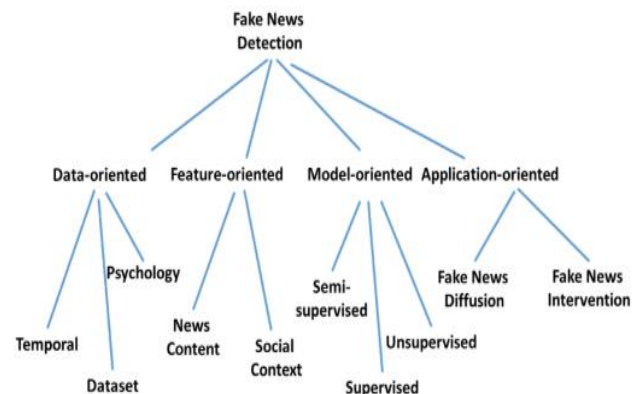 Fake News
Detection
Data-oriented
Feature-oriented
Model-oriented
Application-oriented
Psychology
Temporal
Dataset
News
Content
Social
Context
Semi-
supervised
Unsupervised
Supervised
Fake News
Diffusion
Fake News
Intervention